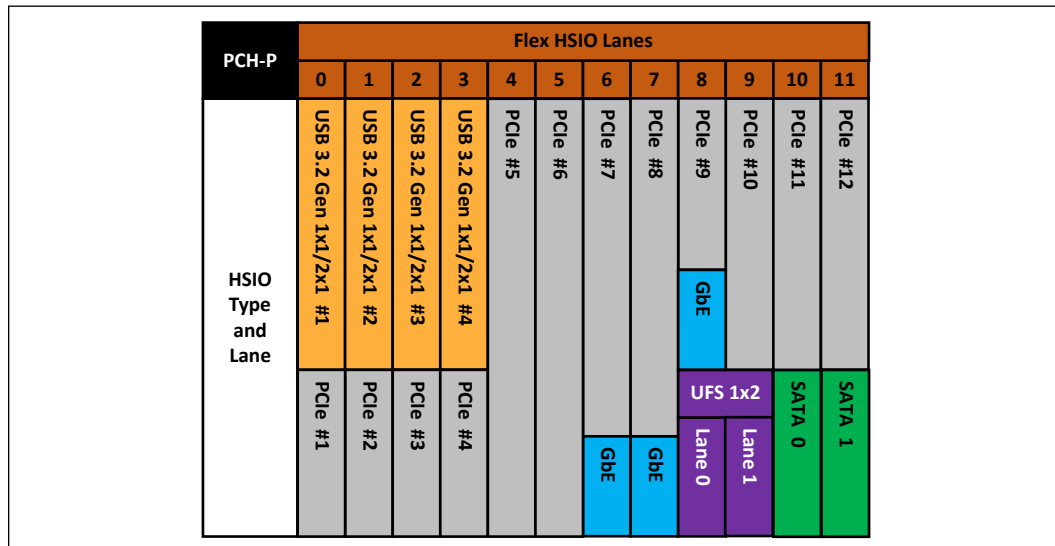 PCH-P
Flex HSIO Lanes
0 1 2 3 4 5 6 7 8 9 10 11
HSIO
Type
and
Lane
USB 3.2 Gen 1x1/2x1 #1
USB 3.2 Gen 1x1/2x1 #2
USB 3.2 Gen 1x1/2x1 #3
USB 3.2 Gen 1x1/2x1 #4
PCIe #5
PCIe #6
PCIe #7
PCIe #8
PCIe #9
PCIe #10
PCIe #11
PCIe #12
GbE
PCIe #1
PCIe #2
PCIe #3
PCIe #4
GbE
GbE
UFS 1x2
Lane 0
Lane 1
SATA 0
SATA 1